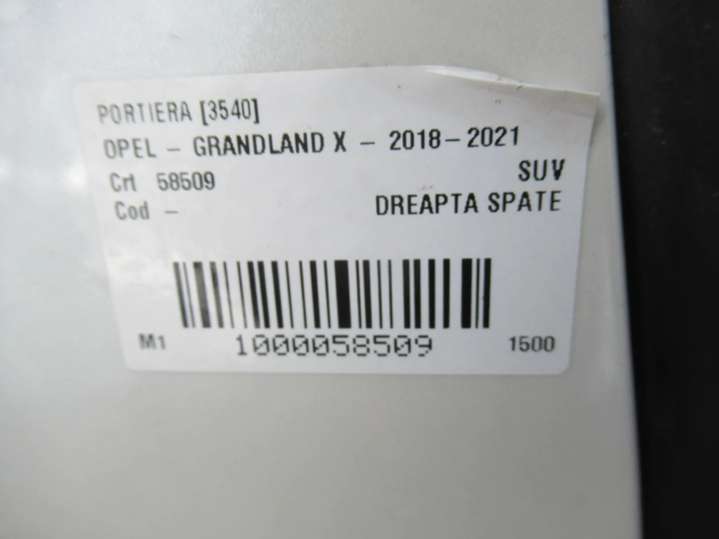 PORTIERA [3540]
OPEL - GRANDLAND X - 2018-2021
Crt 58509 SUV
Cod - DREAPTA SPATE
M1 1000058509 1500